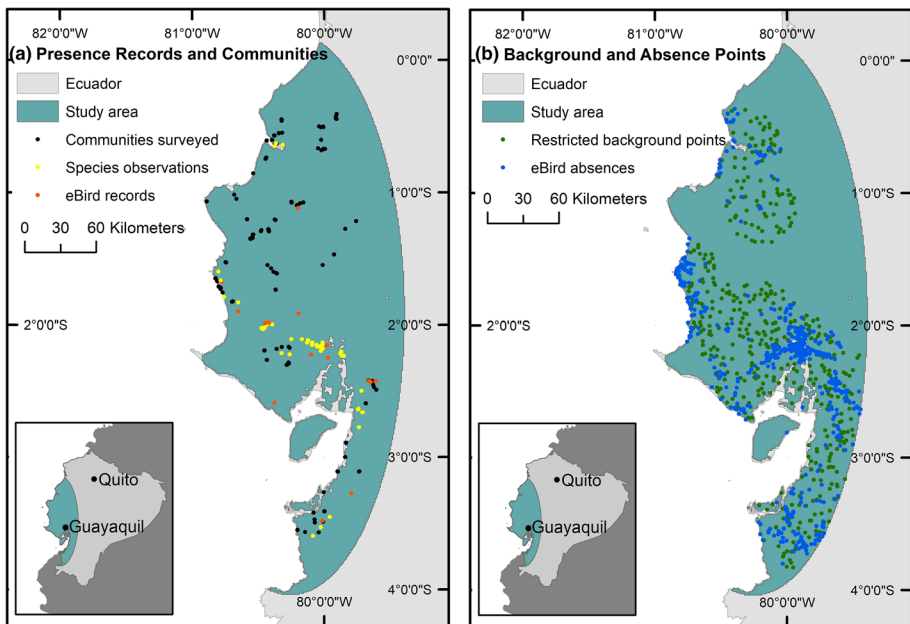 82°0'0"W
81°0'0"W
80°0'0"W
(a) Presence Records and Communities
0°0'0"
Ecuador
Study area
Communities surveyed
Species observations
eBird records
1°0'0"S
0 30 60 Kilometers
2°0'0"S
3°0'0"S
Quito
Guayaquil
80°0'0"W
4°0'0"S
82°0'0"W
81°0'0"W
80°0'0"W
(b) Background and Absence Points
0°0'0"
Ecuador
Study area
Restricted background points
eBird absences
1°0'0"S
0 30 60 Kilometers
2°0'0"S
3°0'0"S
Quito
Guayaquil
80°0'0"W
4°0'0"S